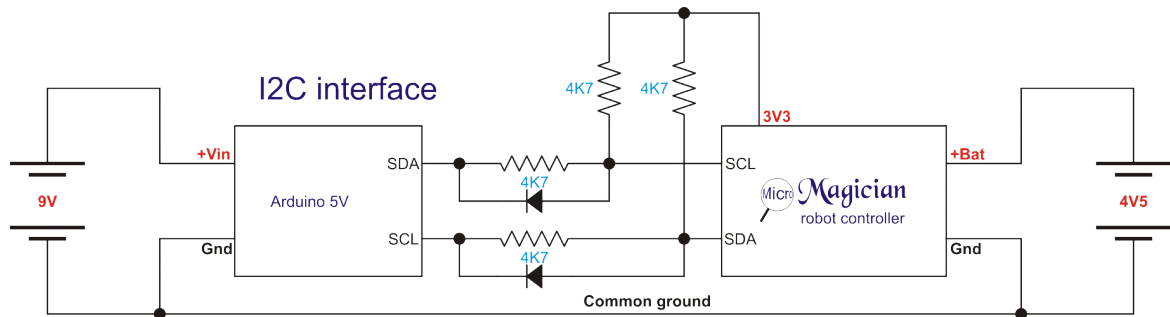 I2C interface
4K7
4K7
3V3
+Vin
SDA
SCL
+Bat
9V
Arduino 5V
4K7
Micro Magician
robot controller
4V5
Gnd
SCL
4K7
SDA
Gnd
Common ground